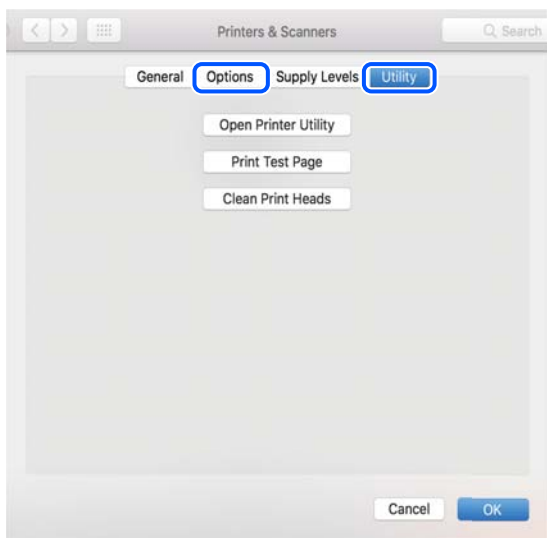 Printers & Scanners Search
General Options Supply Levels Utility
Open Printer Utility
Print Test Page
Clean Print Heads
Cancel OK